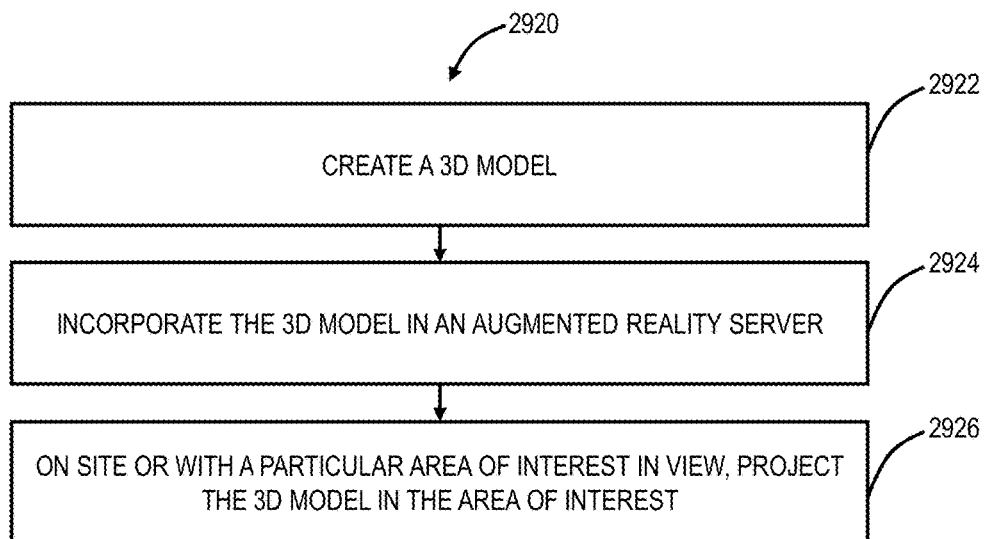 2920
2922
CREATE A 3D MODEL
2924
INCORPORATE THE 3D MODEL IN AN AUGMENTED REALITY SERVER
2926
ON SITE OR WITH A PARTICULAR AREA OF INTEREST IN VIEW, PROJECT
THE 3D MODEL IN THE AREA OF INTEREST